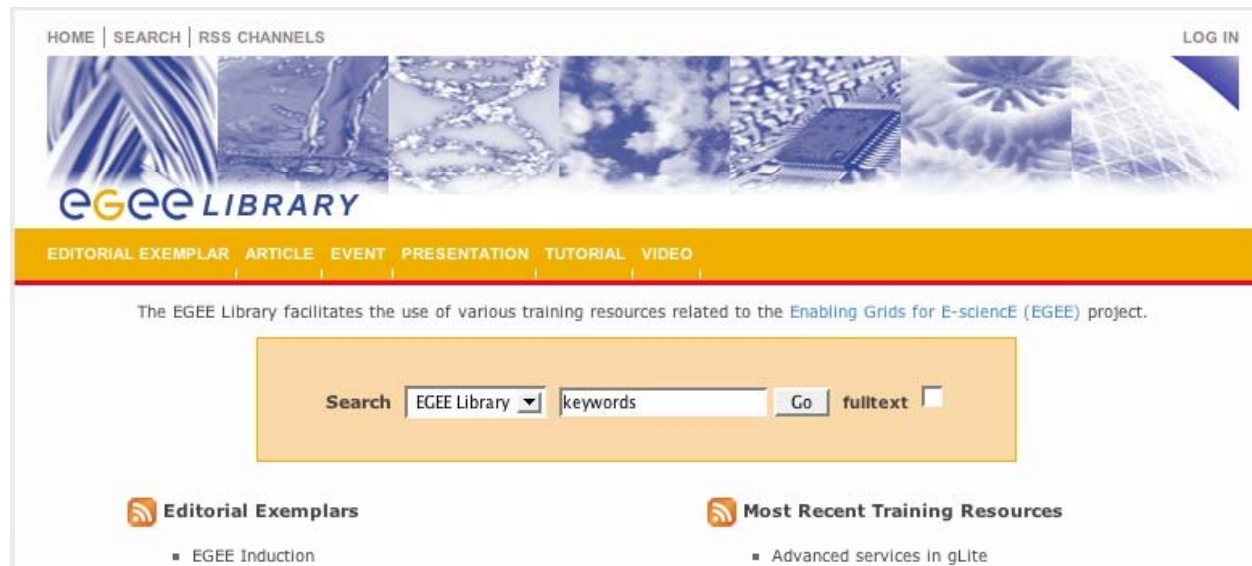 HOME | SEARCH | RSS CHANNELS
LOG IN
eGee LIBRARY
EDITORIAL EXEMPLAR ARTICLE EVENT PRESENTATION TUTORIAL VIDEO
The EGEE Library facilitates the use of various training resources related to the Enabling Grids for E-sciencE (EGEE) project.
Search EGEE Library keywords Go fulltext
Editorial Exemplars
EGEE Induction
Most Recent Training Resources
Advanced services in gLite